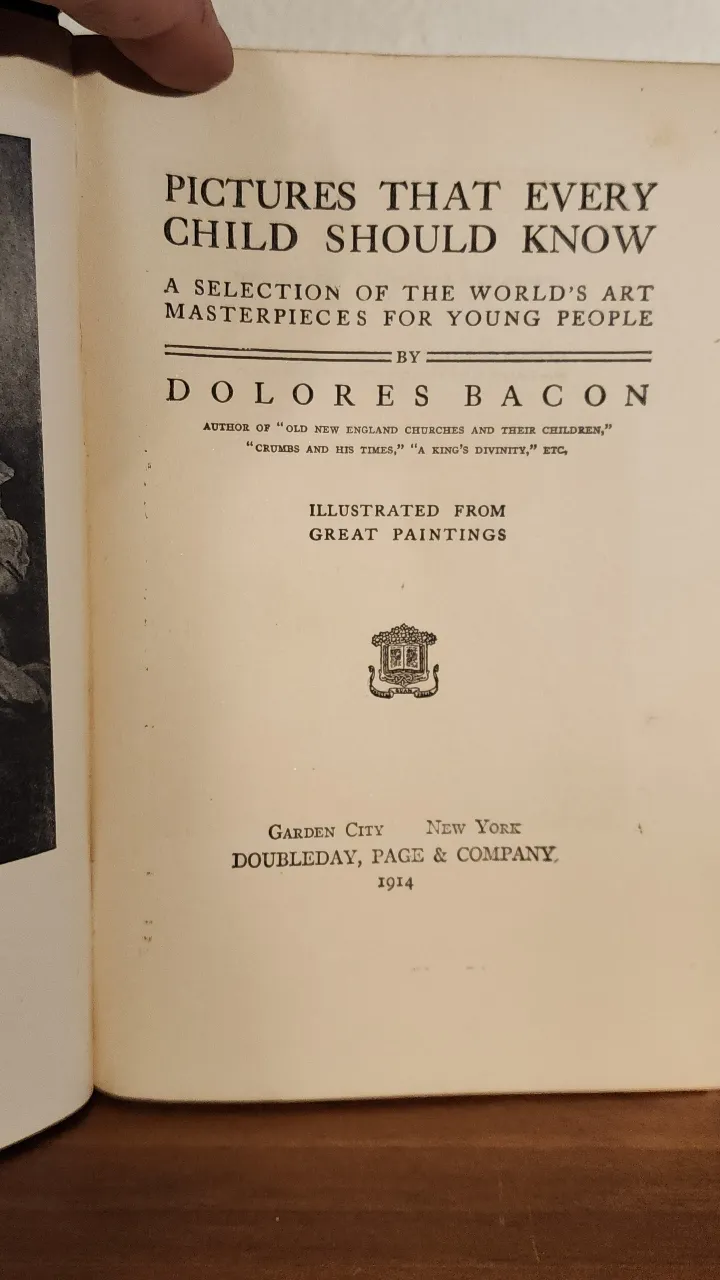 PICTURES THAT EVERY
CHILD SHOULD KNOW
A SELECTION OF THE WORLD'S ART
MASTERPIECES FOR YOUNG PEOPLE
BY
DOLORES BACON
AUTHOR OF "OLD NEW ENGLAND CHURCHES AND THEIR CHILDREN,"
"CRUMBS AND HIS TIMES," "A KING'S DIVINITY," ETC.
ILLUSTRATED FROM
GREAT PAINTINGS
GARDEN CITY NEW YORK
DOUBLEDAY, PAGE & COMPANY
1914